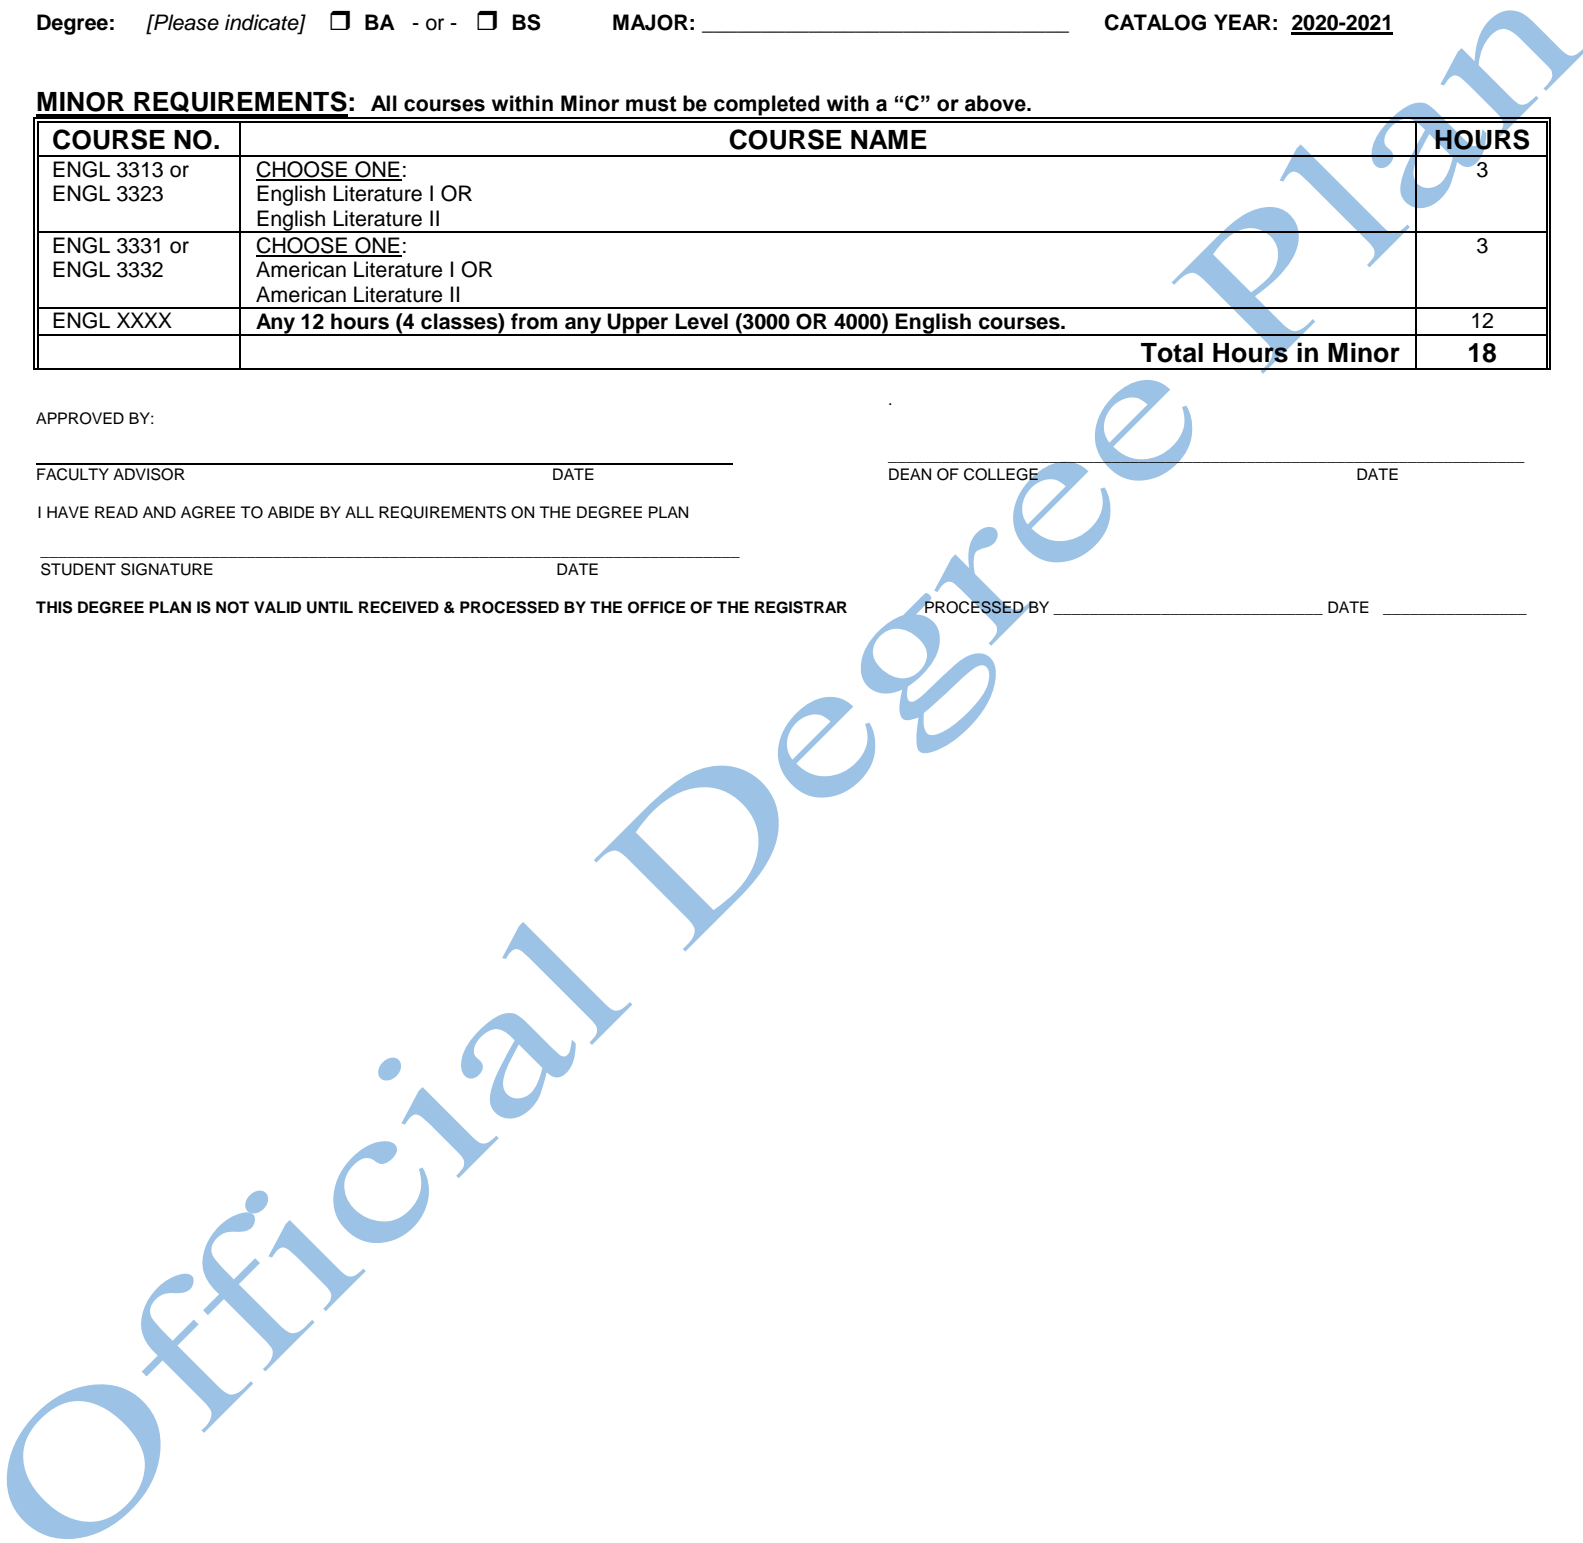 Degree: [Please indicate] ❒ BA - or - ❒ BS MAJOR: _________________________________ CATALOG YEAR: 2020-2021
MINOR REQUIREMENTS: All courses within Minor must be completed with a “C” or above.
COURSE NO. COURSE NAME HOURS
ENGL 3313 or CHOOSE ONE: 3
ENGL 3323 English Literature I OR
English Literature II
ENGL 3331 or CHOOSE ONE: 3
ENGL 3332 American Literature I OR
American Literature II
ENGL XXXX Any 12 hours (4 classes) from any Upper Level (3000 OR 4000) English courses. 12
Total Hours in Minor 18
.
APPROVED BY:
FACULTY ADVISOR DATE DEAN OF COLLEGE DATE
I HAVE READ AND AGREE TO ABIDE BY ALL REQUIREMENTS ON THE DEGREE PLAN
STUDENT SIGNATURE DATE
THIS DEGREE PLAN IS NOT VALID UNTIL RECEIVED & PROCESSED BY THE OFFICE OF THE REGISTRAR PROCESSED BY ______________________________ DATE ________________
Official Degree Plan